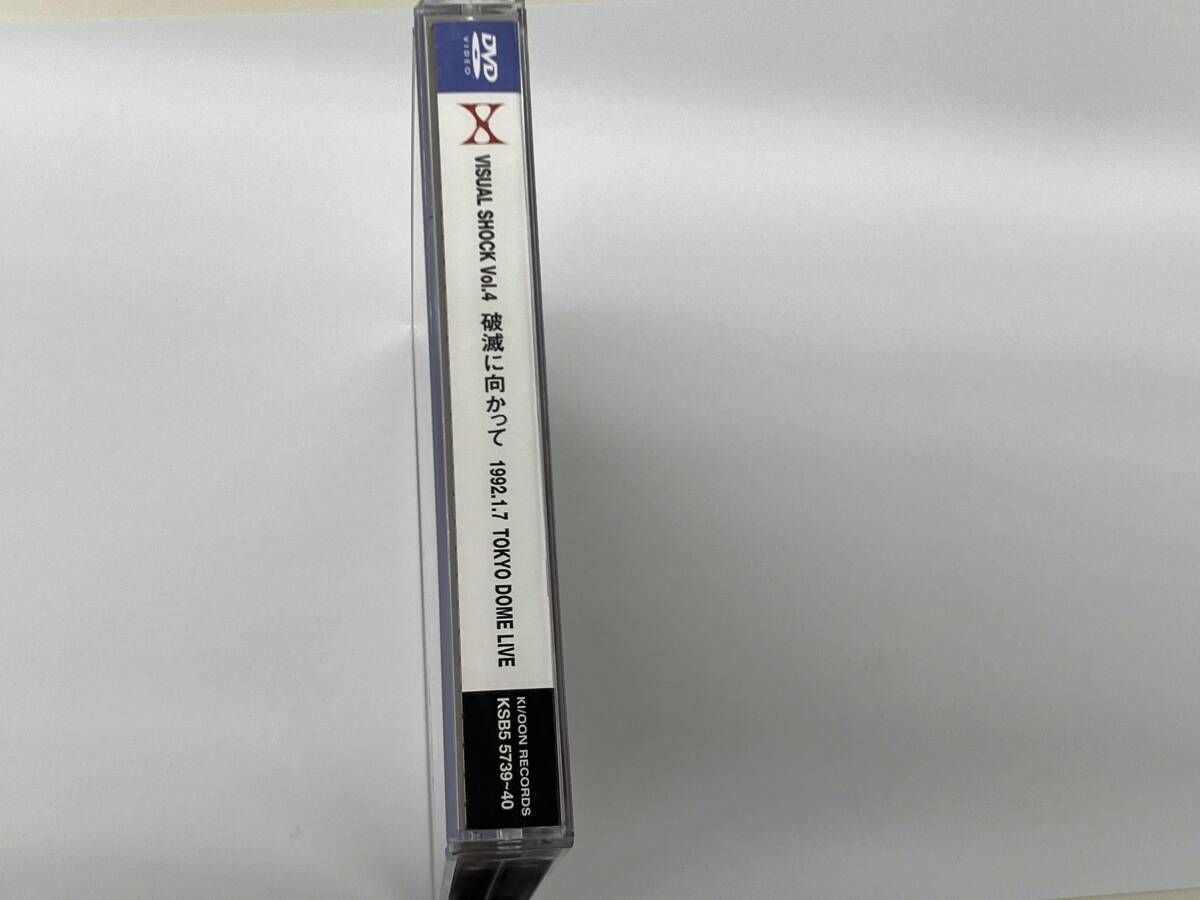 DVD
VIDEO
X
VISUAL SHOCK Vol.4 破滅に向かって 1992.1.7 TOKYO DOME LIVE
KI/OON RECORDS
KSB5 5739~40